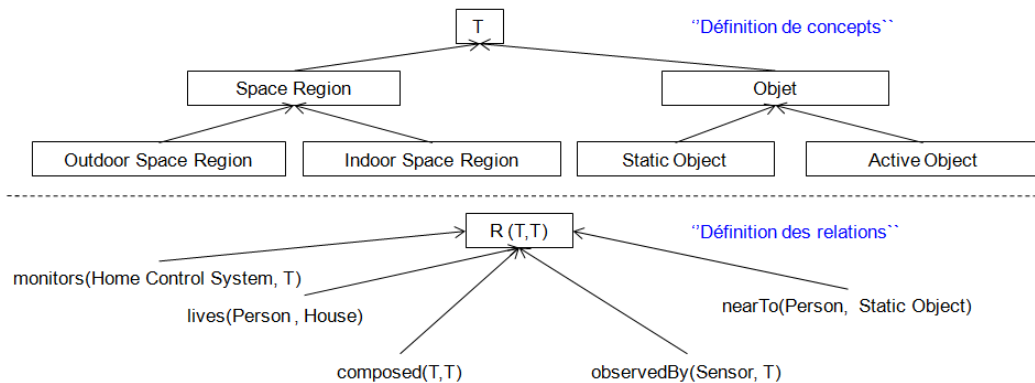 T
"Définition de concepts``
Space Region
Objet
Outdoor Space Region
Indoor Space Region
Static Object
Active Object
R (T,T)
"Définition des relations``
monitors(Home Control System, T)
lives(Person , House)
nearTo(Person, Static Object)
composed(T,T)
observedBy(Sensor, T)